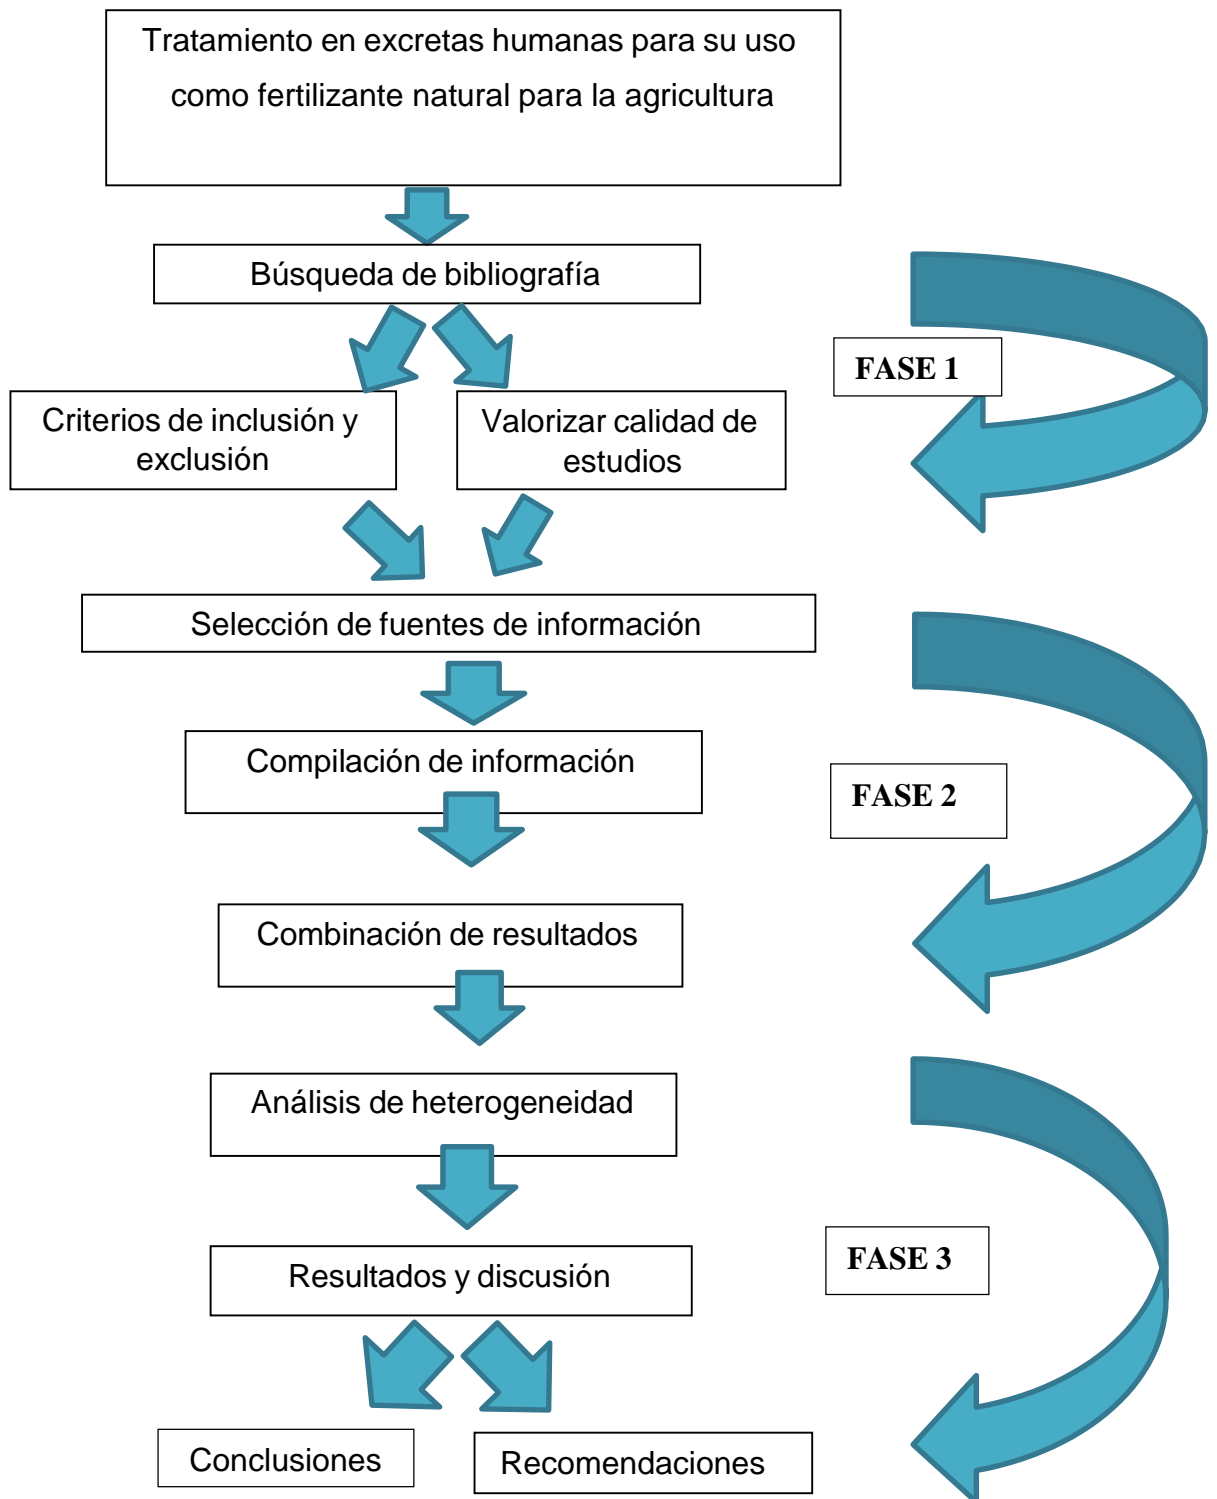 Tratamiento en excretas humanas para su uso
como fertilizante natural para la agricultura
Búsqueda de bibliografía
FASE 1
Criterios de inclusión y
exclusión
Valorizar calidad de
estudios
Selección de fuentes de información
Compilación de información
FASE 2
Combinación de resultados
Análisis de heterogeneidad
Resultados y discusión
FASE 3
Conclusiones
Recomendaciones